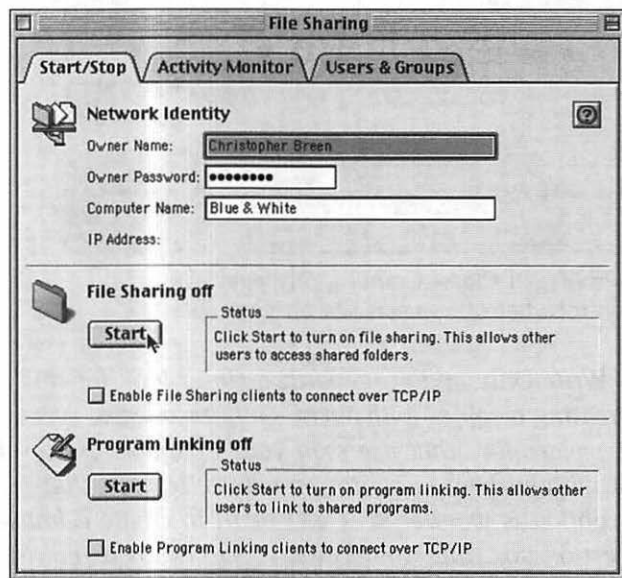 File Sharing
Start/Stop
Activity Monitor
Users & Groups
Network Identity
Owner Name: Christopher Breen
Owner Password: ••••••••
Computer Name: Blue & White
IP Address:
File Sharing off
Start
Status
Click Start to turn on file sharing. This allows other
users to access shared folders.
Enable File Sharing clients to connect over TCP/IP
Program Linking off
Start
Status
Click Start to turn on program linking. This allows other
users to link to shared programs.
Enable Program Linking clients to connect over TCP/IP